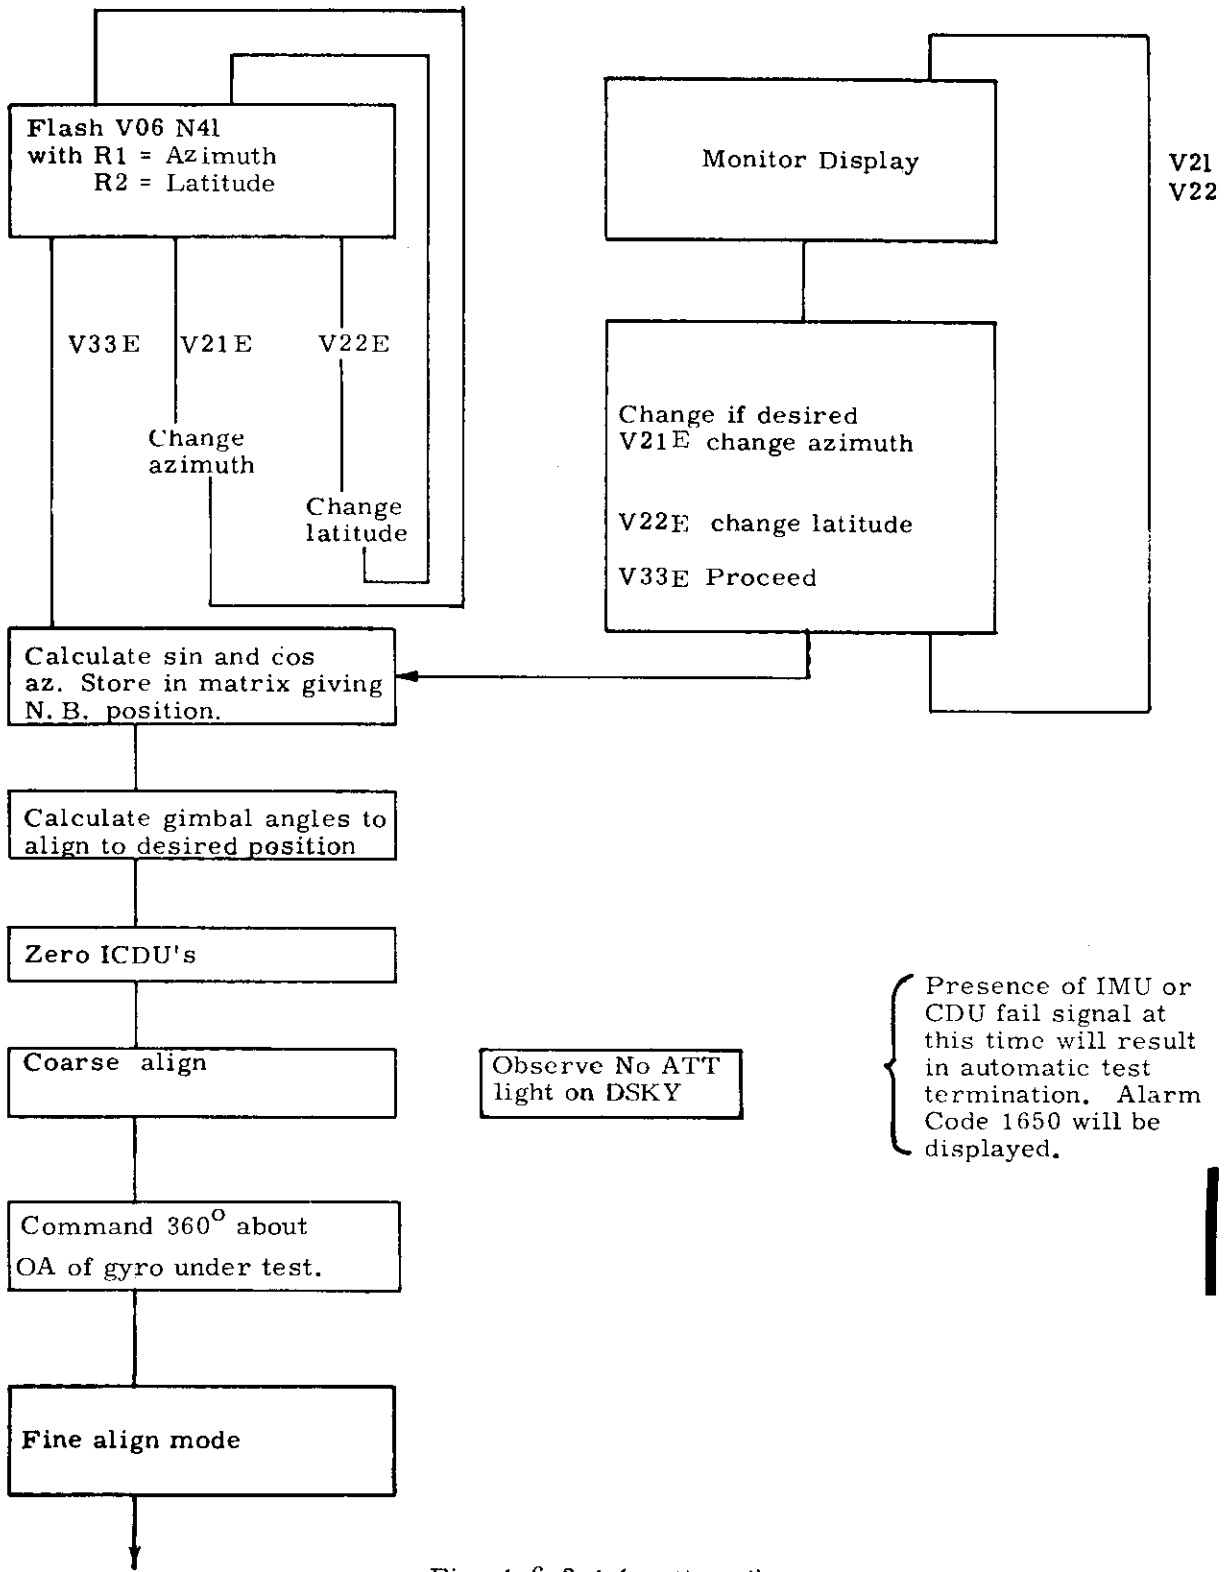 Flash V06 N41
with R1 = Azimuth
R2 = Latitude
V33E
V21E
V22E
Change
azimuth
Change
latitude
Monitor Display
V21
V22
Change if desired
V21E change azimuth
V22E change latitude
V33E Proceed
Calculate sin and cos
az. Store in matrix giving
N.B. position.
Calculate gimbal angles to
align to desired position
Zero ICDU's
Coarse align
Observe No ATT
light on DSKY
Presence of IMU or
CDU fail signal at
this time will result
in automatic test
termination. Alarm
Code 1650 will be
displayed.
Command 360° about
OA of gyro under test.
Fine align mode